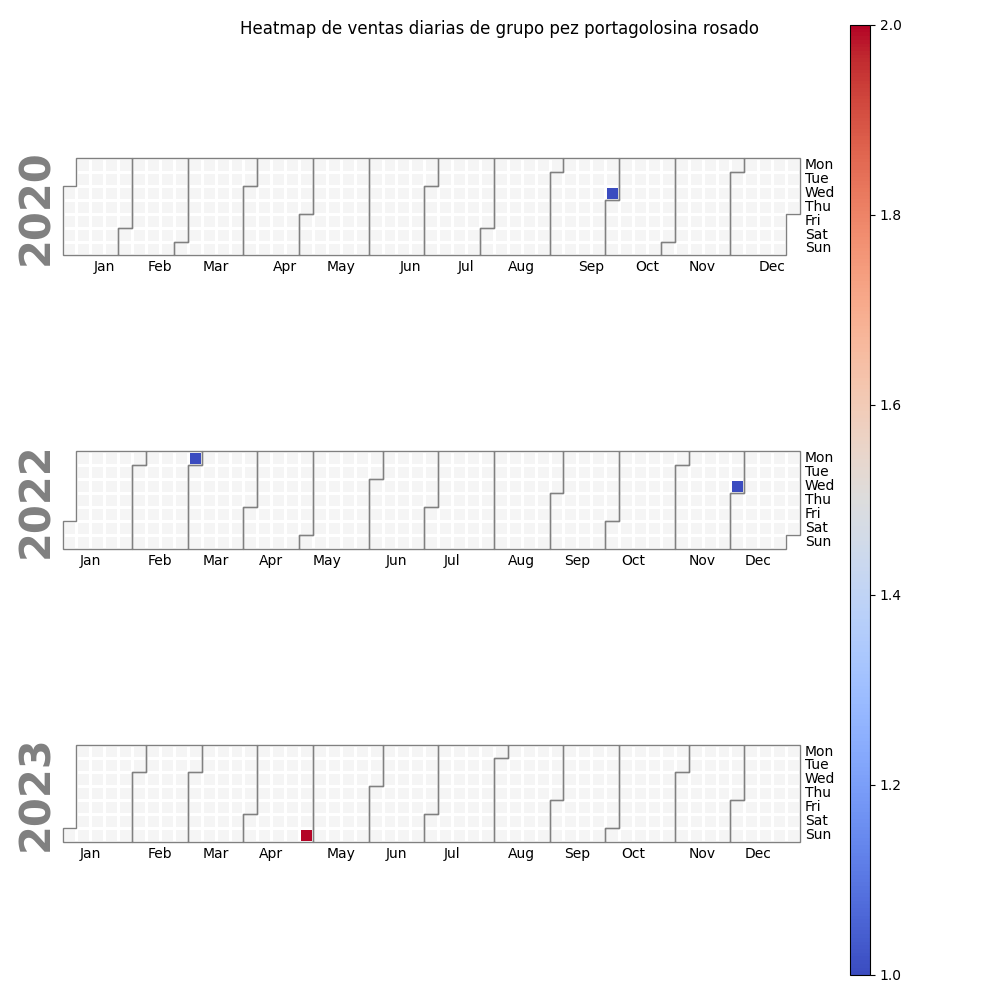 Heatmap de ventas diarias de grupo pez portagolosina rosado
2020
Mon
Tue
Wed
Thu
Fri
Sat
Sun
Jan Feb Mar Apr May Jun Jul Aug Sep Oct Nov Dec
2022
Mon
Tue
Wed
Thu
Fri
Sat
Sun
Jan Feb Mar Apr May Jun Jul Aug Sep Oct Nov Dec
2023
Mon
Tue
Wed
Thu
Fri
Sat
Sun
Jan Feb Mar Apr May Jun Jul Aug Sep Oct Nov Dec
2.0
1.8
1.6
1.4
1.2
1.0